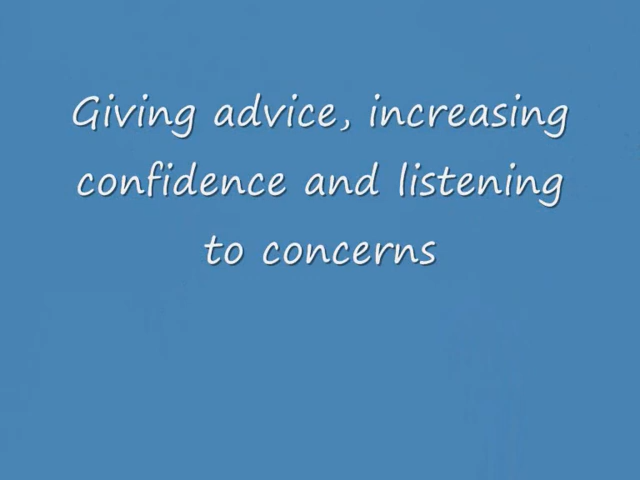 Giving advice, increasing
confidence and listening
to concerns